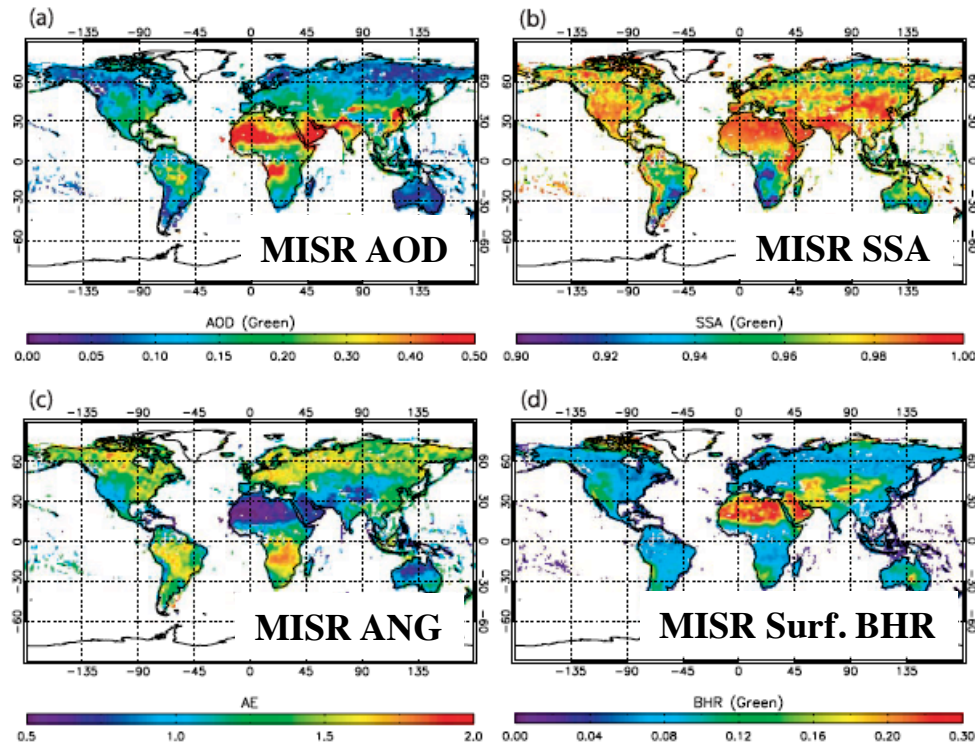 (a)
−135 −90 −45 0 45 90 135
60 60
30 30
0 0
−30 −30
−60 −60
MISR AOD
−135 −90 −45 0 45 90 135
AOD (Green)
0.00 0.05 0.10 0.15 0.20 0.30 0.40 0.50
(b)
−135 −90 −45 0 45 90 135
60 60
30 30
0 0
−30 −30
−60 −60
MISR SSA
−135 −90 −45 0 45 90 135
SSA (Green)
0.90 0.92 0.94 0.96 0.98 1.00
(c)
−135 −90 −45 0 45 90 135
60 60
30 30
0 0
−30 −30
−60 −60
MISR ANG
−135 −90 −45 0 45 90 135
AE
0.5 1.0 1.5 2.0
(d)
−135 −90 −45 0 45 90 135
60 60
30 30
0 0
−30 −30
−60 −60
MISR Surf. BHR
−135 −90 −45 0 45 90 135
BHR (Green)
0.00 0.04 0.08 0.10 0.20 0.30